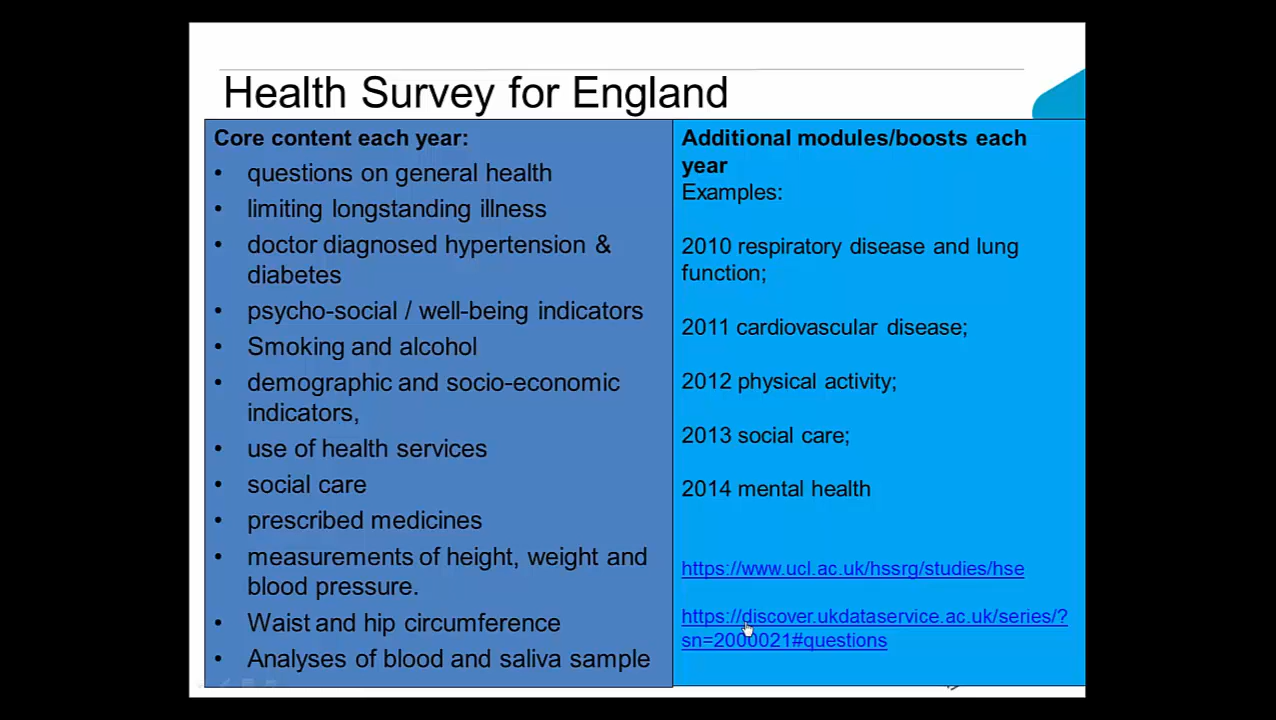 Health Survey for England
Core content each year:
• questions on general health
• limiting longstanding illness
• doctor diagnosed hypertension &
diabetes
• psycho-social / well-being indicators
• Smoking and alcohol
• demographic and socio-economic
indicators,
• use of health services
• social care
• prescribed medicines
• measurements of height, weight and
blood pressure.
• Waist and hip circumference
• Analyses of blood and saliva sample
Additional modules/boosts each
year
Examples:
2010 respiratory disease and lung
function;
2011 cardiovascular disease;
2012 physical activity;
2013 social care;
2014 mental health
https://www.ucl.ac.uk/hssrg/studies/hse
https://discover.ukdataservice.ac.uk/series/?
sn=2000021#questions